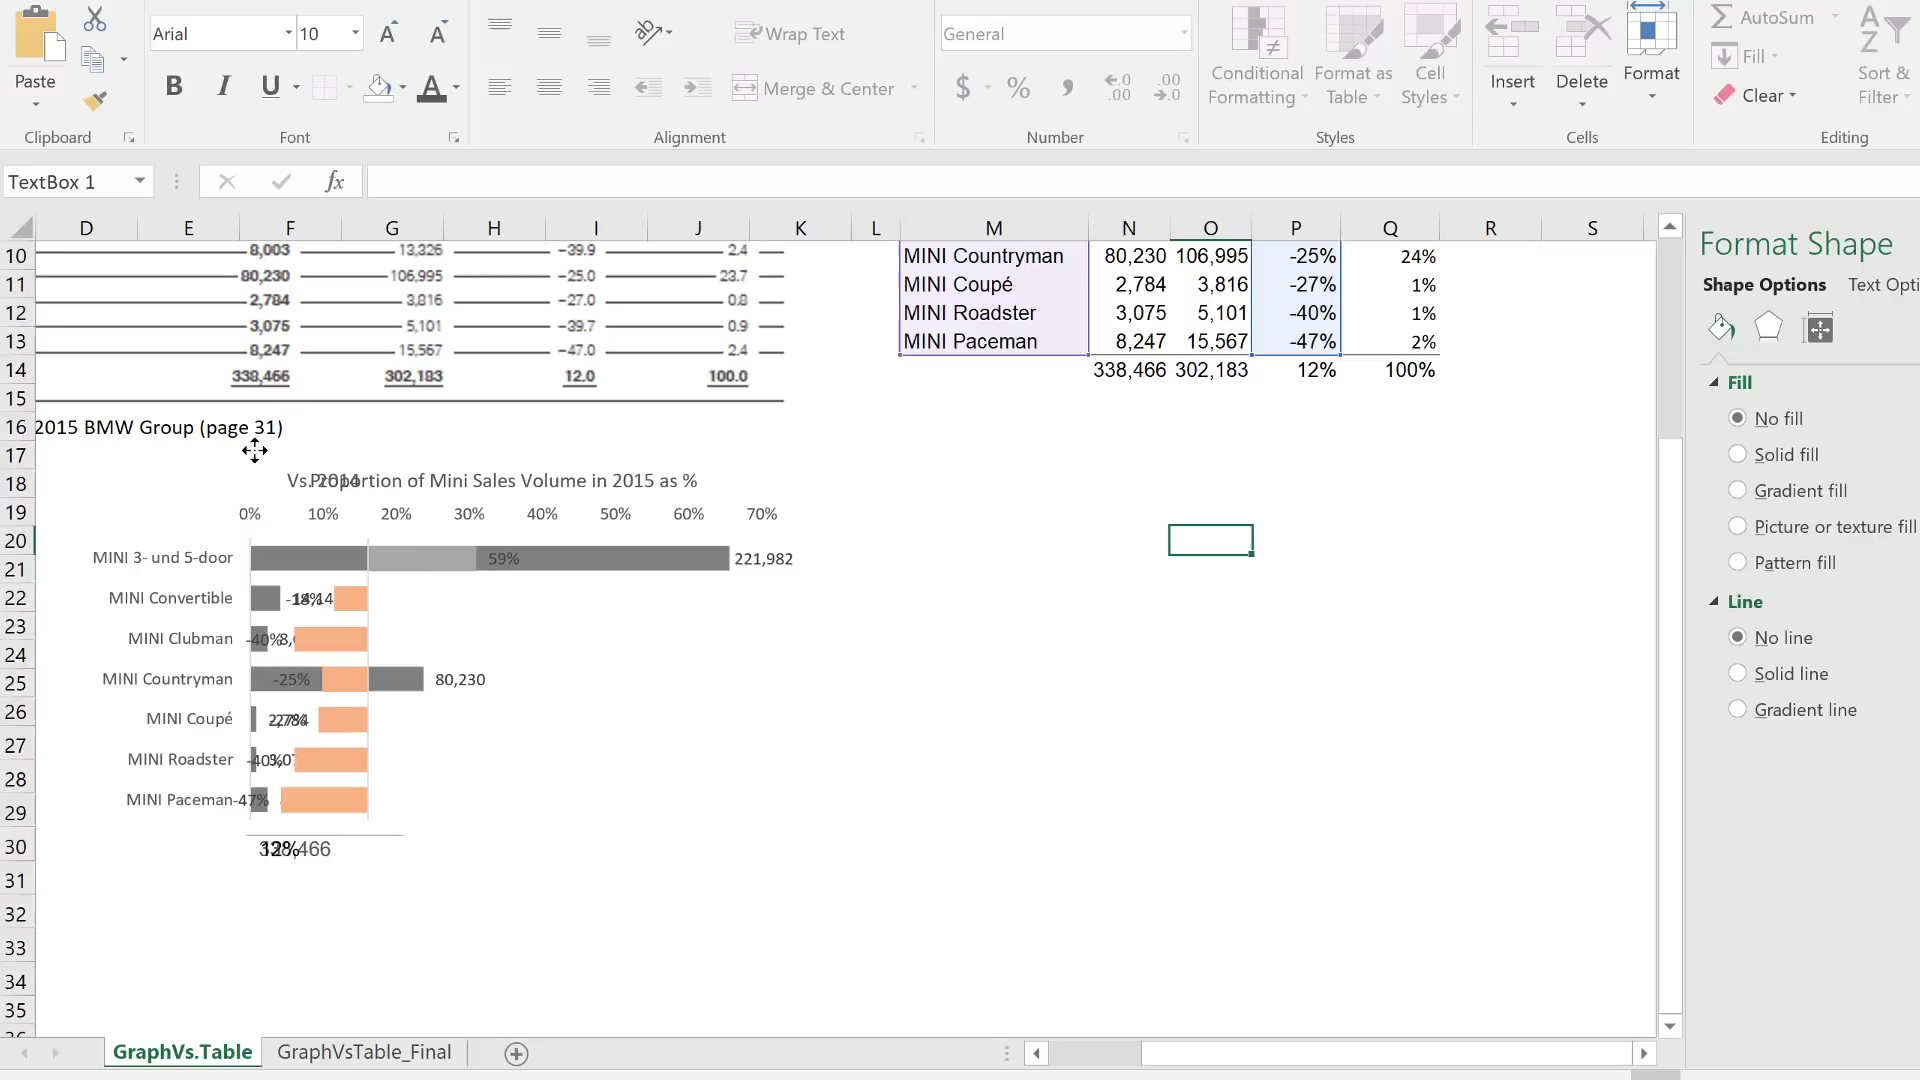 Arial
10
Wrap Text
General
AutoSum
Fill
Paste
B I U
Merge & Center
$ %
Conditional Formatting
Format as Table
Cell Styles
Insert
Delete
Format
Clear
Sort & Filter
Clipboard
Font
Alignment
Number
Styles
Cells
Editing
TextBox 1
fx
D E F G H I J K L M N O P Q R S
10 8,003 13,326 -39.9 2.4 MINI Countryman 80,230 106,995 -25% 24%
11 80,230 106,995 -25.0 23.7 MINI Coupé 2,784 3,816 -27% 1%
12 2,784 3,816 -27.0 0.8 MINI Roadster 3,075 5,101 -40% 1%
13 3,075 5,101 -39.7 0.9 MINI Paceman 8,247 15,567 -47% 2%
8,247 15,567 -47.0 2.4
14 338,466 302,183 12.0 100.0 338,466 302,183 12% 100%
15
16 2015 BMW Group (page 31)
17
18 Vs. 2014 Proportion of Mini Sales Volume in 2015 as %
19 0% 10% 20% 30% 40% 50% 60% 70%
20
21 MINI 3- und 5-door 59% 221,982
22 MINI Convertible
23
24 MINI Clubman -40%
25 MINI Countryman -25% 80,230
26 MINI Coupé
27 MINI Roadster -40%
28
29 MINI Paceman -47%
30 12%
31
32
33
34
35
Format Shape
Shape Options
Fill
No fill
Solid fill
Gradient fill
Picture or texture fill
Pattern fill
Line
No line
Solid line
Gradient line
GraphVs.Table
GraphVsTable_Final